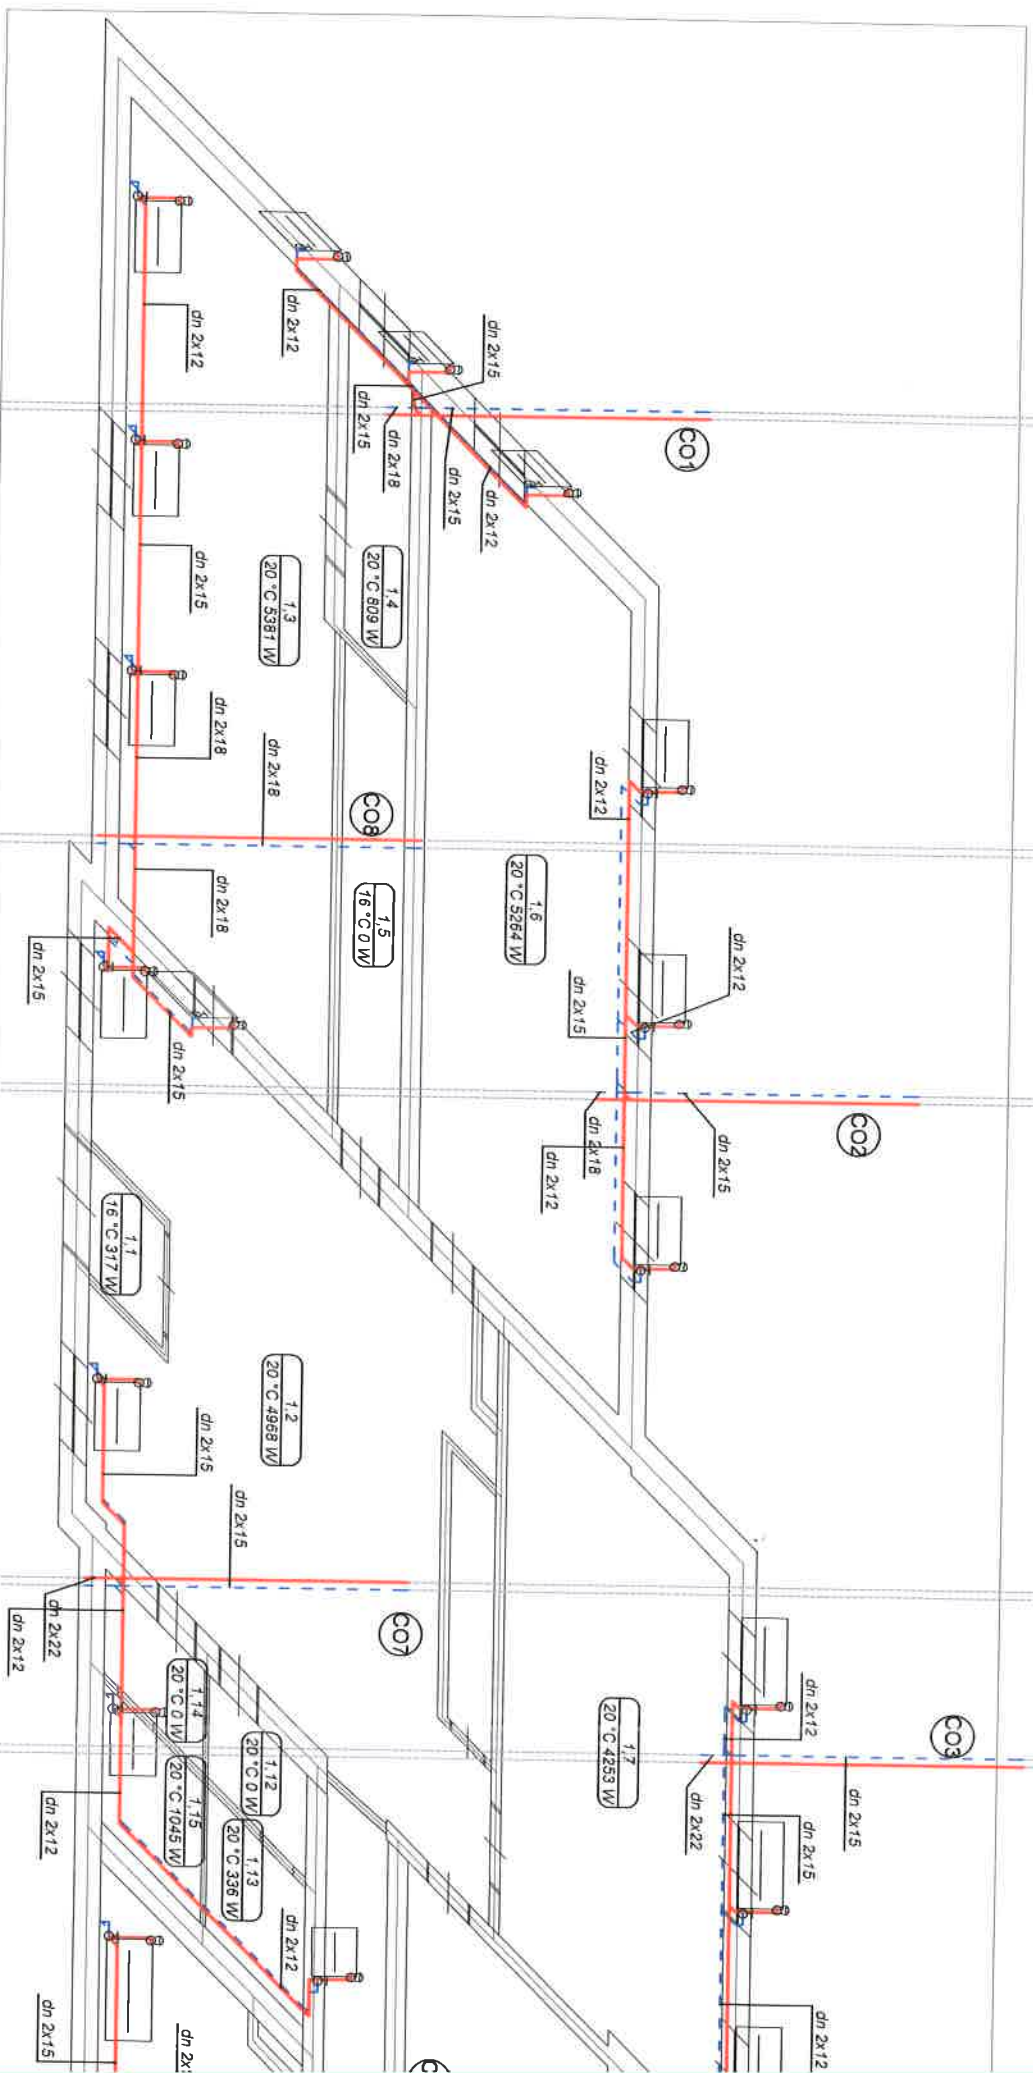 CO3
dn 2x15
CO2
dn 2x12
dn 2x12
dn 2x15
dn 2x12
dn 2x15
dn 2x22
CO1
1,7
20 °C 4253 W
dn 2x12
dn 2x18
dn 2x15
dn 2x12
1,6
20 °C 5264 W
dn 2x15
dn 2x12
dn 2x15
CO7
dn 2x18
1,4
20 °C 809 W
CO8
1,5
16 °C 0 W
dn 2x15
dn 2x12
dn 2x12
1,3
20 °C 5381 W
1,2
20 °C 4968 W
dn 2x18
1,12
20 °C 0 W
1,13
20 °C 336 W
dn 2x15
dn 2x18
dn 2x18
dn 2x15
dn 2x12
dn 2x15
1,14
20 °C 0 W
1,15
20 °C 1045 W
dn 2x15
dn
1,1
16 °C 317 W
dn 2x22
dn 2x12
dn 2x15
dn 2x15
dn 2x12